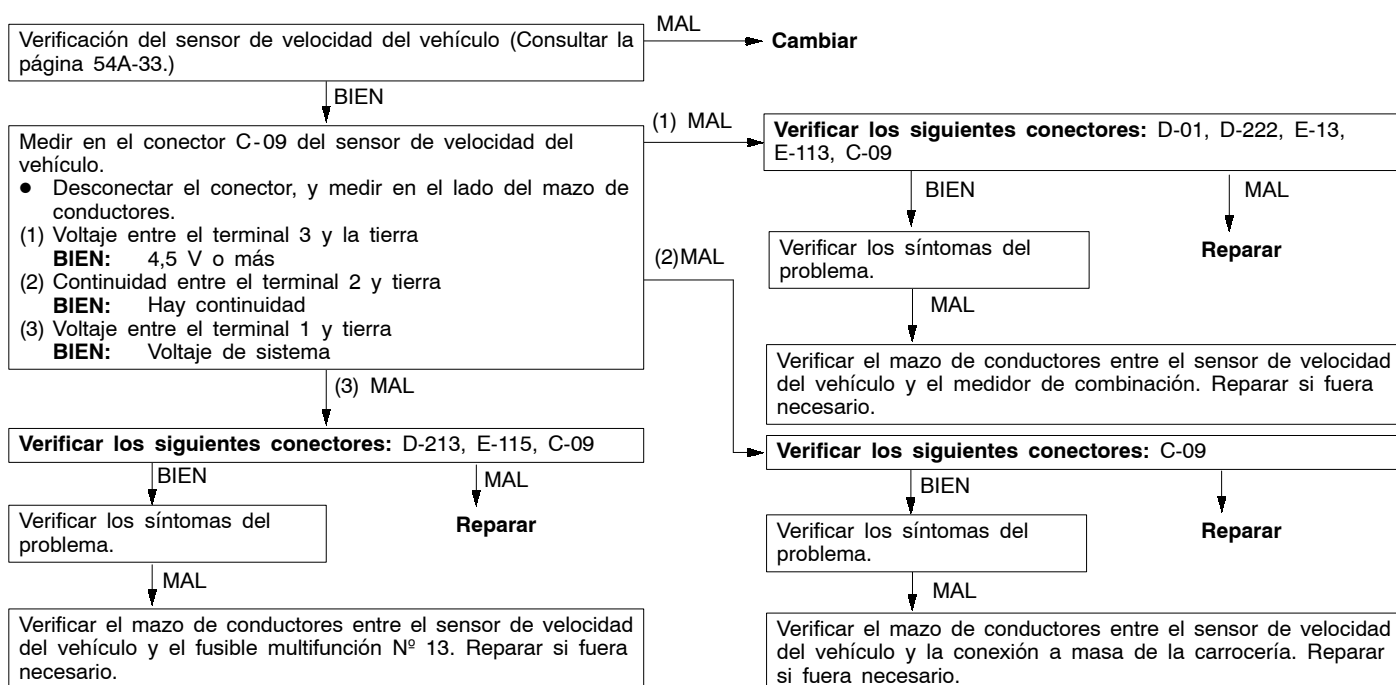 Verificación del sensor de velocidad del vehículo (Consultar la
página 54A-33.)
MAL
Cambiar
BIEN
Medir en el conector C-09 del sensor de velocidad del
vehículo.
● Desconectar el conector, y medir en el lado del mazo de
conductores.
(1) Voltaje entre el terminal 3 y la tierra
BIEN: 4,5 V o más
(2) Continuidad entre el terminal 2 y tierra
BIEN: Hay continuidad
(3) Voltaje entre el terminal 1 y tierra
BIEN: Voltaje de sistema
(1) MAL
Verificar los siguientes conectores: D-01, D-222, E-13,
E-113, C-09
BIEN
MAL
Verificar los síntomas del
problema.
Reparar
MAL
Verificar el mazo de conductores entre el sensor de velocidad
del vehículo y el medidor de combinación. Reparar si fuera
necesario.
(2)MAL
Verificar los siguientes conectores: C-09
BIEN
Verificar los síntomas del
problema.
Reparar
MAL
Verificar el mazo de conductores entre el sensor de velocidad
del vehículo y la conexión a masa de la carrocería. Reparar
si fuera necesario.
(3) MAL
Verificar los siguientes conectores: D-213, E-115, C-09
BIEN
MAL
Verificar los síntomas del
problema.
Reparar
MAL
Verificar el mazo de conductores entre el sensor de velocidad
del vehículo y el fusible multifunción Nº 13. Reparar si fuera
necesario.